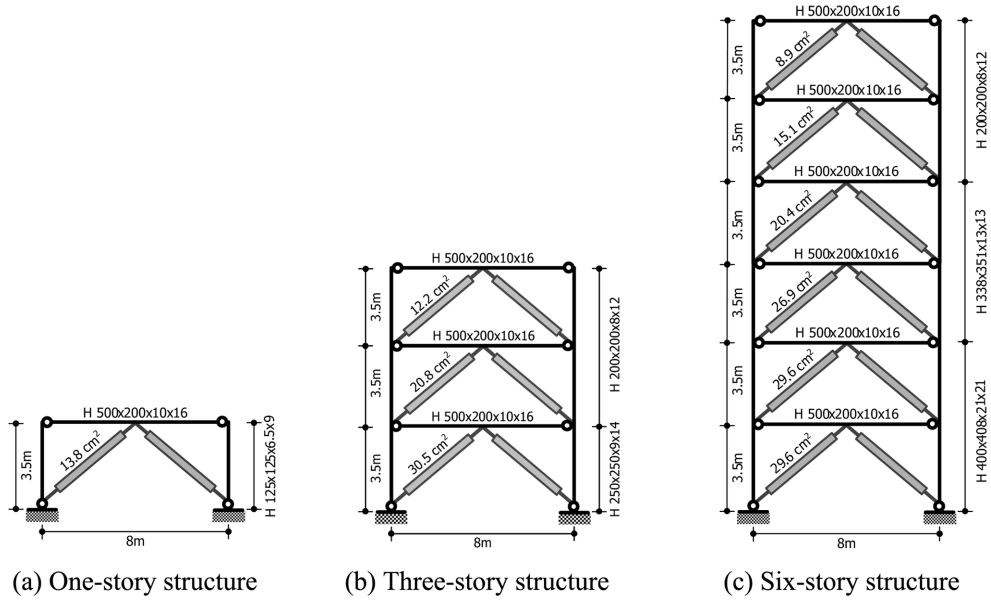 H 500x200x10x16
13.8 cm²
3.5m
H 125x125x6.5x9
8m
(a) One-story structure
H 500x200x10x16
12.2 cm²
3.5m
H 500x200x10x16
20.8 cm²
3.5m
H 200x200x8x12
H 500x200x10x16
30.5 cm²
3.5m
H 250x250x9x14
8m
(b) Three-story structure
H 500x200x10x16
8.9 cm²
3.5m
H 500x200x10x16
15.1 cm²
3.5m
H 200x200x8x12
H 500x200x10x16
20.4 cm²
3.5m
H 500x200x10x16
26.9 cm²
3.5m
H 338x351x13x13
H 500x200x10x16
29.6 cm²
3.5m
H 500x200x10x16
29.6 cm²
3.5m
H 400x408x21x21
8m
(c) Six-story structure